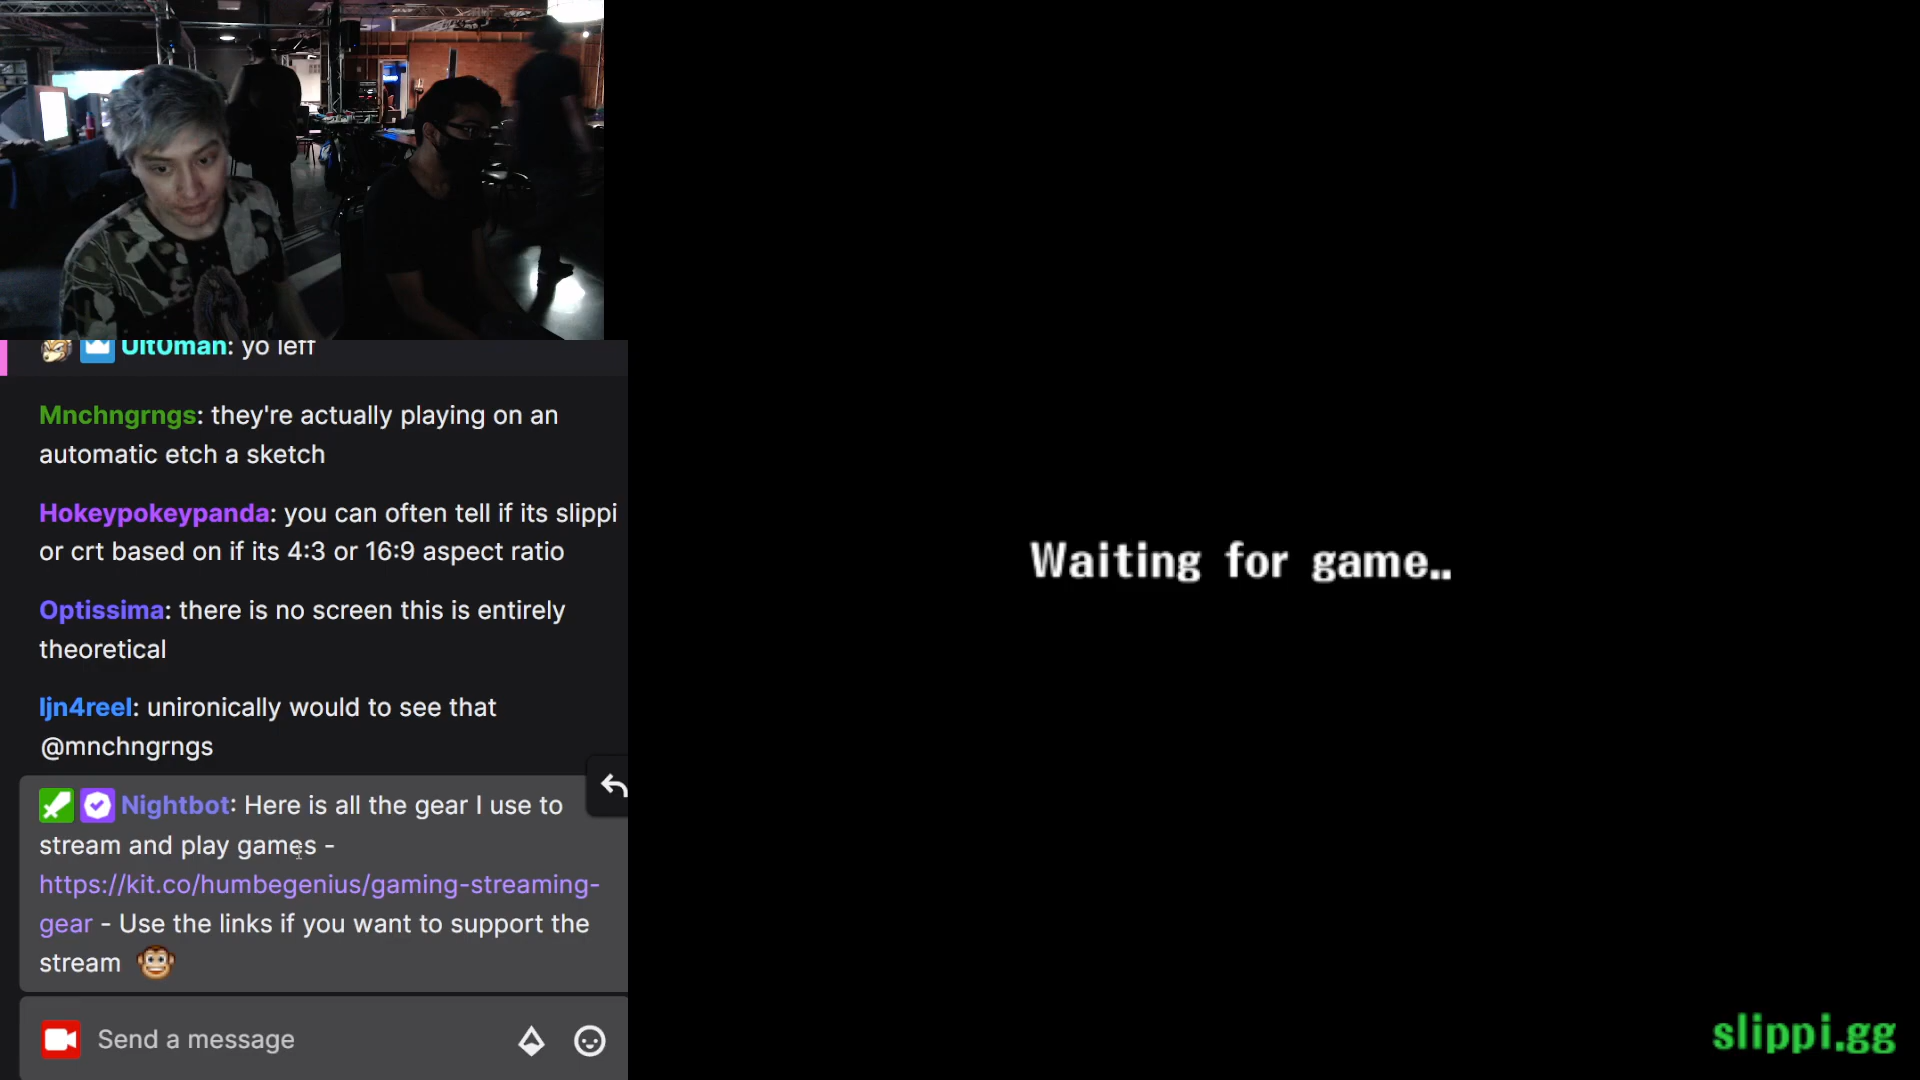 Ult0man: yo leff
Mnchngrngs: they're actually playing on an
automatic etch a sketch
Hokeypokeypanda: you can often tell if its slippi
or crt based on if its 4:3 or 16:9 aspect ratio
Optissima: there is no screen this is entirely
theoretical
ljn4reel: unironically would to see that
@mnchngrngs
Nightbot: Here is all the gear I use to
stream and play games -
https://kit.co/humbegenius/gaming-streaming-
gear - Use the links if you want to support the
stream
Send a message
Waiting for game..
slippi.gg